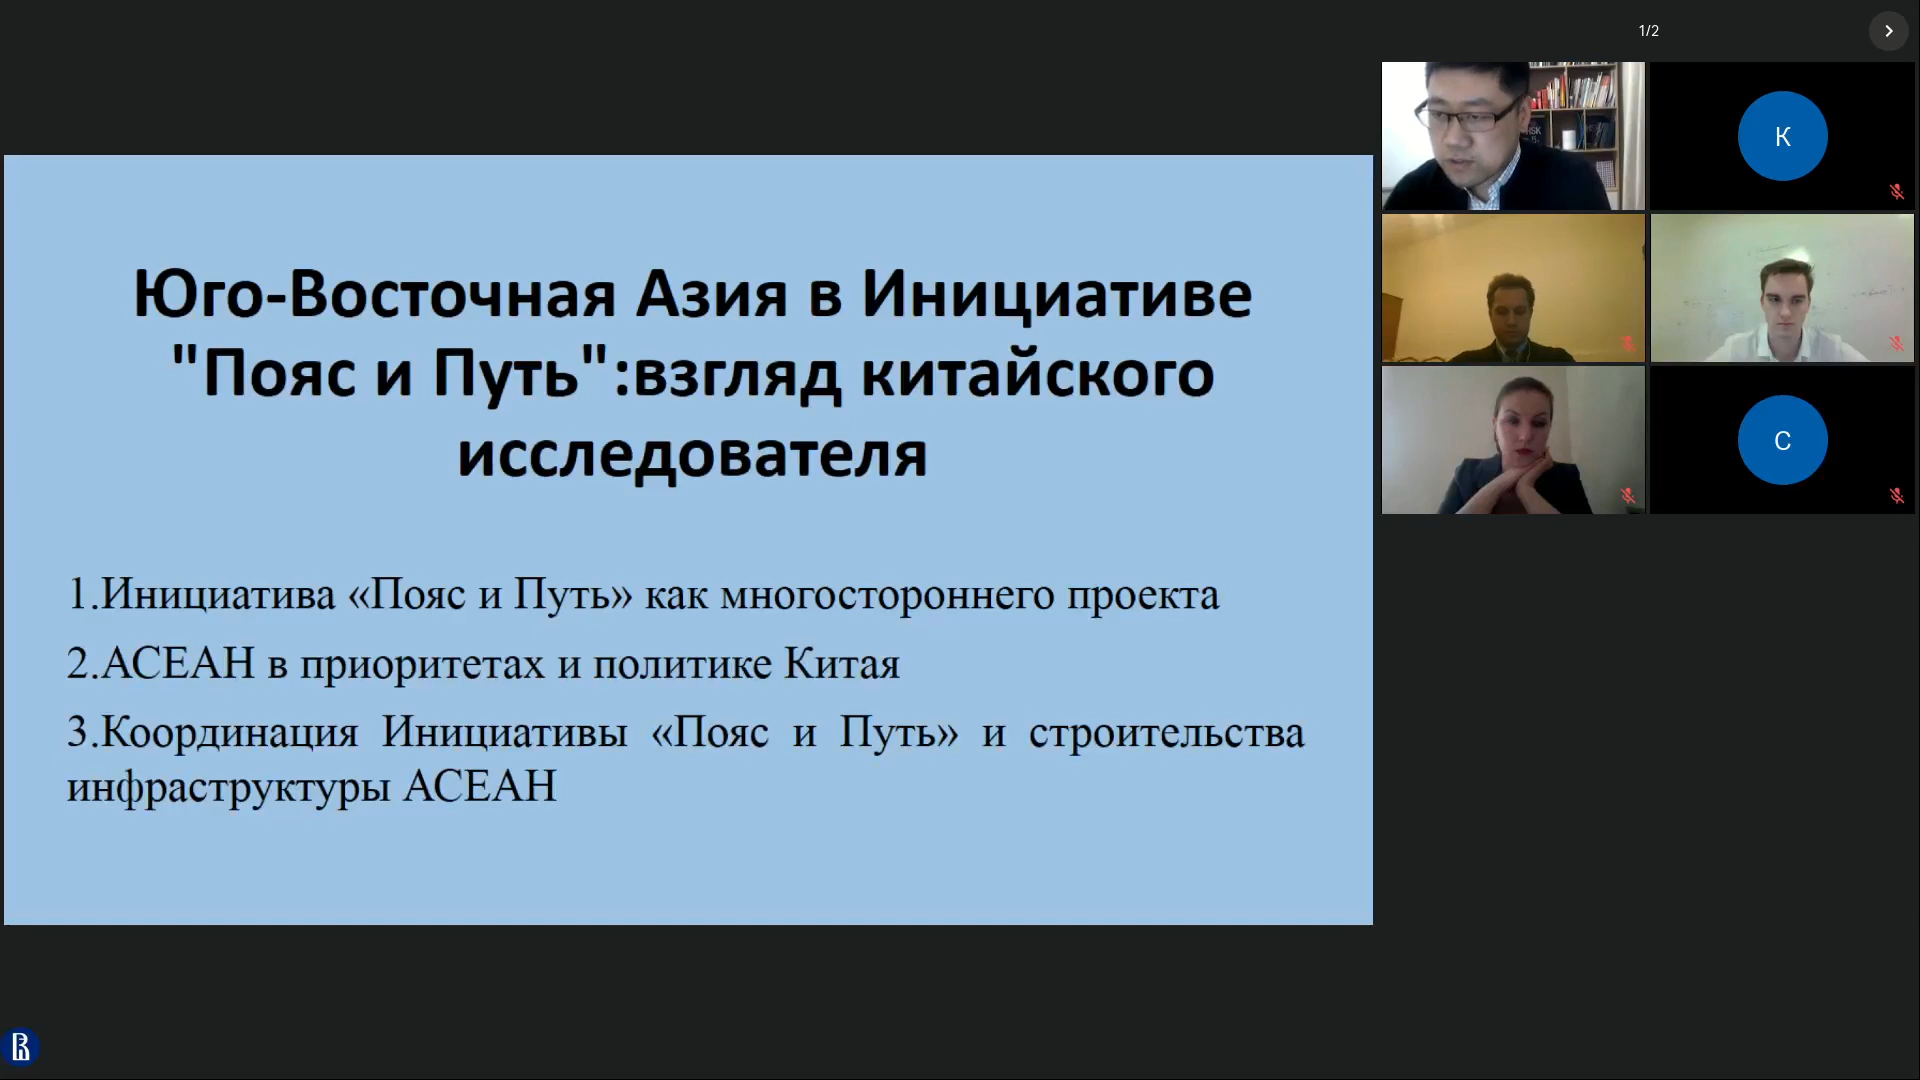 1/2
Юго-Восточная Азия в Инициативе
"Пояс и Путь":взгляд китайского
исследователя
1.Инициатива «Пояс и Путь» как многостороннего проекта
2.АСЕАН в приоритетах и политике Китая
3.Координация Инициативы «Пояс и Путь» и строительства
инфраструктуры АСЕАН
К
С
HSK